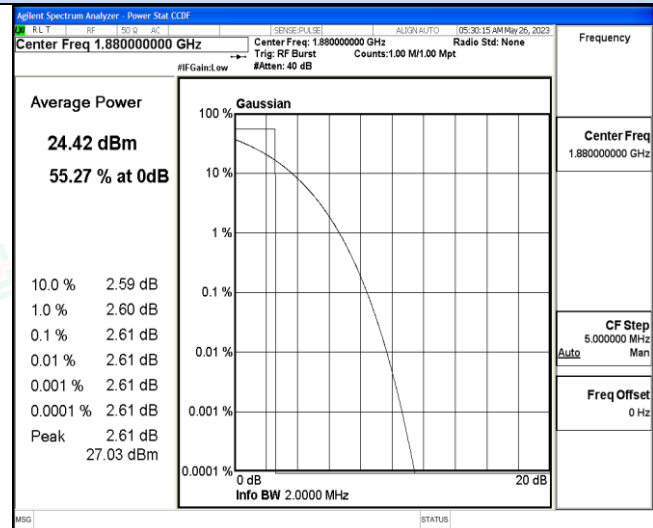 Agilent Spectrum Analyzer - Power Stat CCDF
RLT RF 50 Ω AC SENSE:PULSE ALIGN AUTO 05:30:15 AM May 26, 2023
Center Freq 1.880000000 GHz
Center Freq: 1.880000000 GHz Radio Std: None
Trig: RF Burst Counts:1.00 M/1.00 Mpt
#IFGain:Low #Atten: 40 dB
Frequency
Average Power
24.42 dBm
55.27 % at 0dB
10.0 % 2.59 dB
1.0 % 2.60 dB
0.1 % 2.61 dB
0.01 % 2.61 dB
0.001 % 2.61 dB
0.0001 % 2.61 dB
Peak 2.61 dB
27.03 dBm
Gaussian
100 %
10 %
1 %
0.1 %
0.01 %
0.001 %
0.0001 %
0 dB 20 dB
Info BW 2.0000 MHz
Center Freq
1.880000000 GHz
CF Step
5.000000 MHz
Auto Man
Freq Offset
0 Hz
MSG STATUS